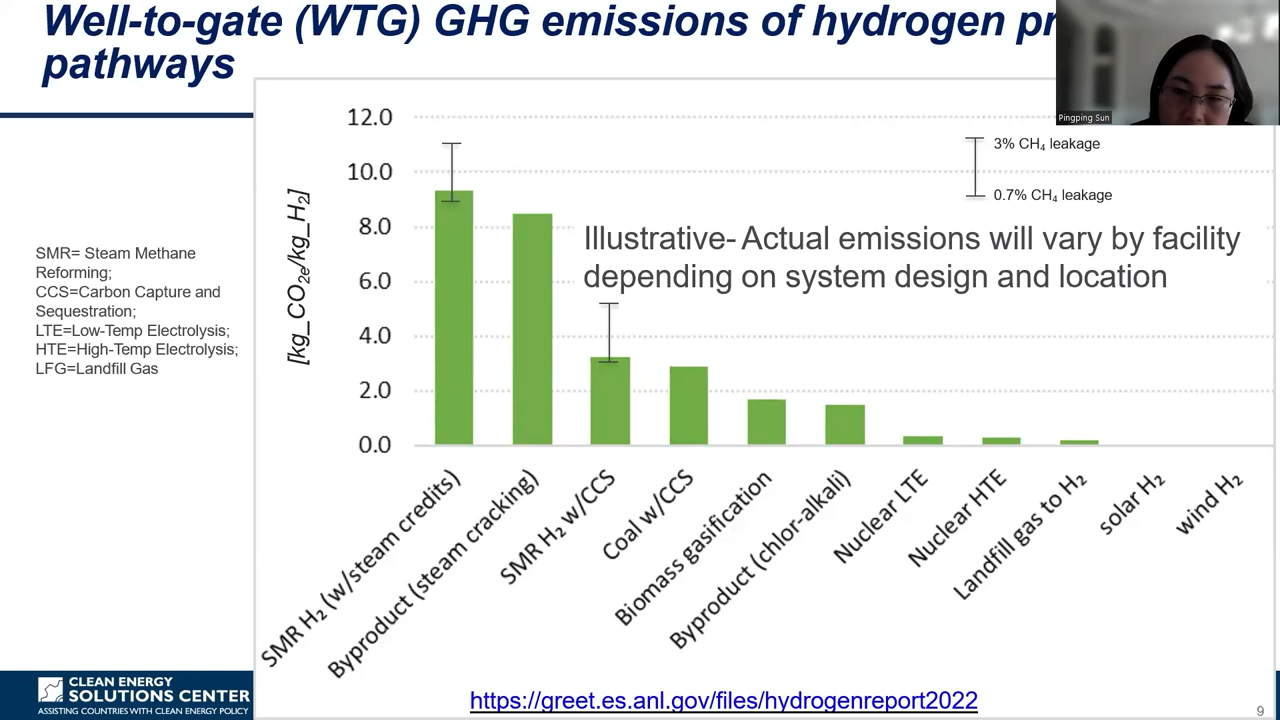 Well-to-gate (WTG) GHG emissions of hydrogen pr
pathways
Pingping Sun
SMR= Steam Methane
Reforming;
CCS=Carbon Capture and
Sequestration;
LTE=Low-Temp Electrolysis;
HTE=High-Temp Electrolysis;
LFG=Landfill Gas
[kg_CO2e/kg_H2]
12.0
10.0
8.0
6.0
4.0
2.0
0.0
3% CH₄ leakage
0.7% CH₄ leakage
Illustrative- Actual emissions will vary by facility
depending on system design and location
SMR H₂ (w/steam credits)
Byproduct (steam cracking)
SMR H₂ w/CCS
Coal w/CCS
Biomass gasification
Byproduct (chlor-alkali)
Nuclear LTE
Nuclear HTE
Landfill gas to H₂
solar H₂
wind H₂
CLEAN ENERGY
SOLUTIONS CENTER
ASSISTING COUNTRIES WITH CLEAN ENERGY POLICY
https://greet.es.anl.gov/files/hydrogenreport2022
9